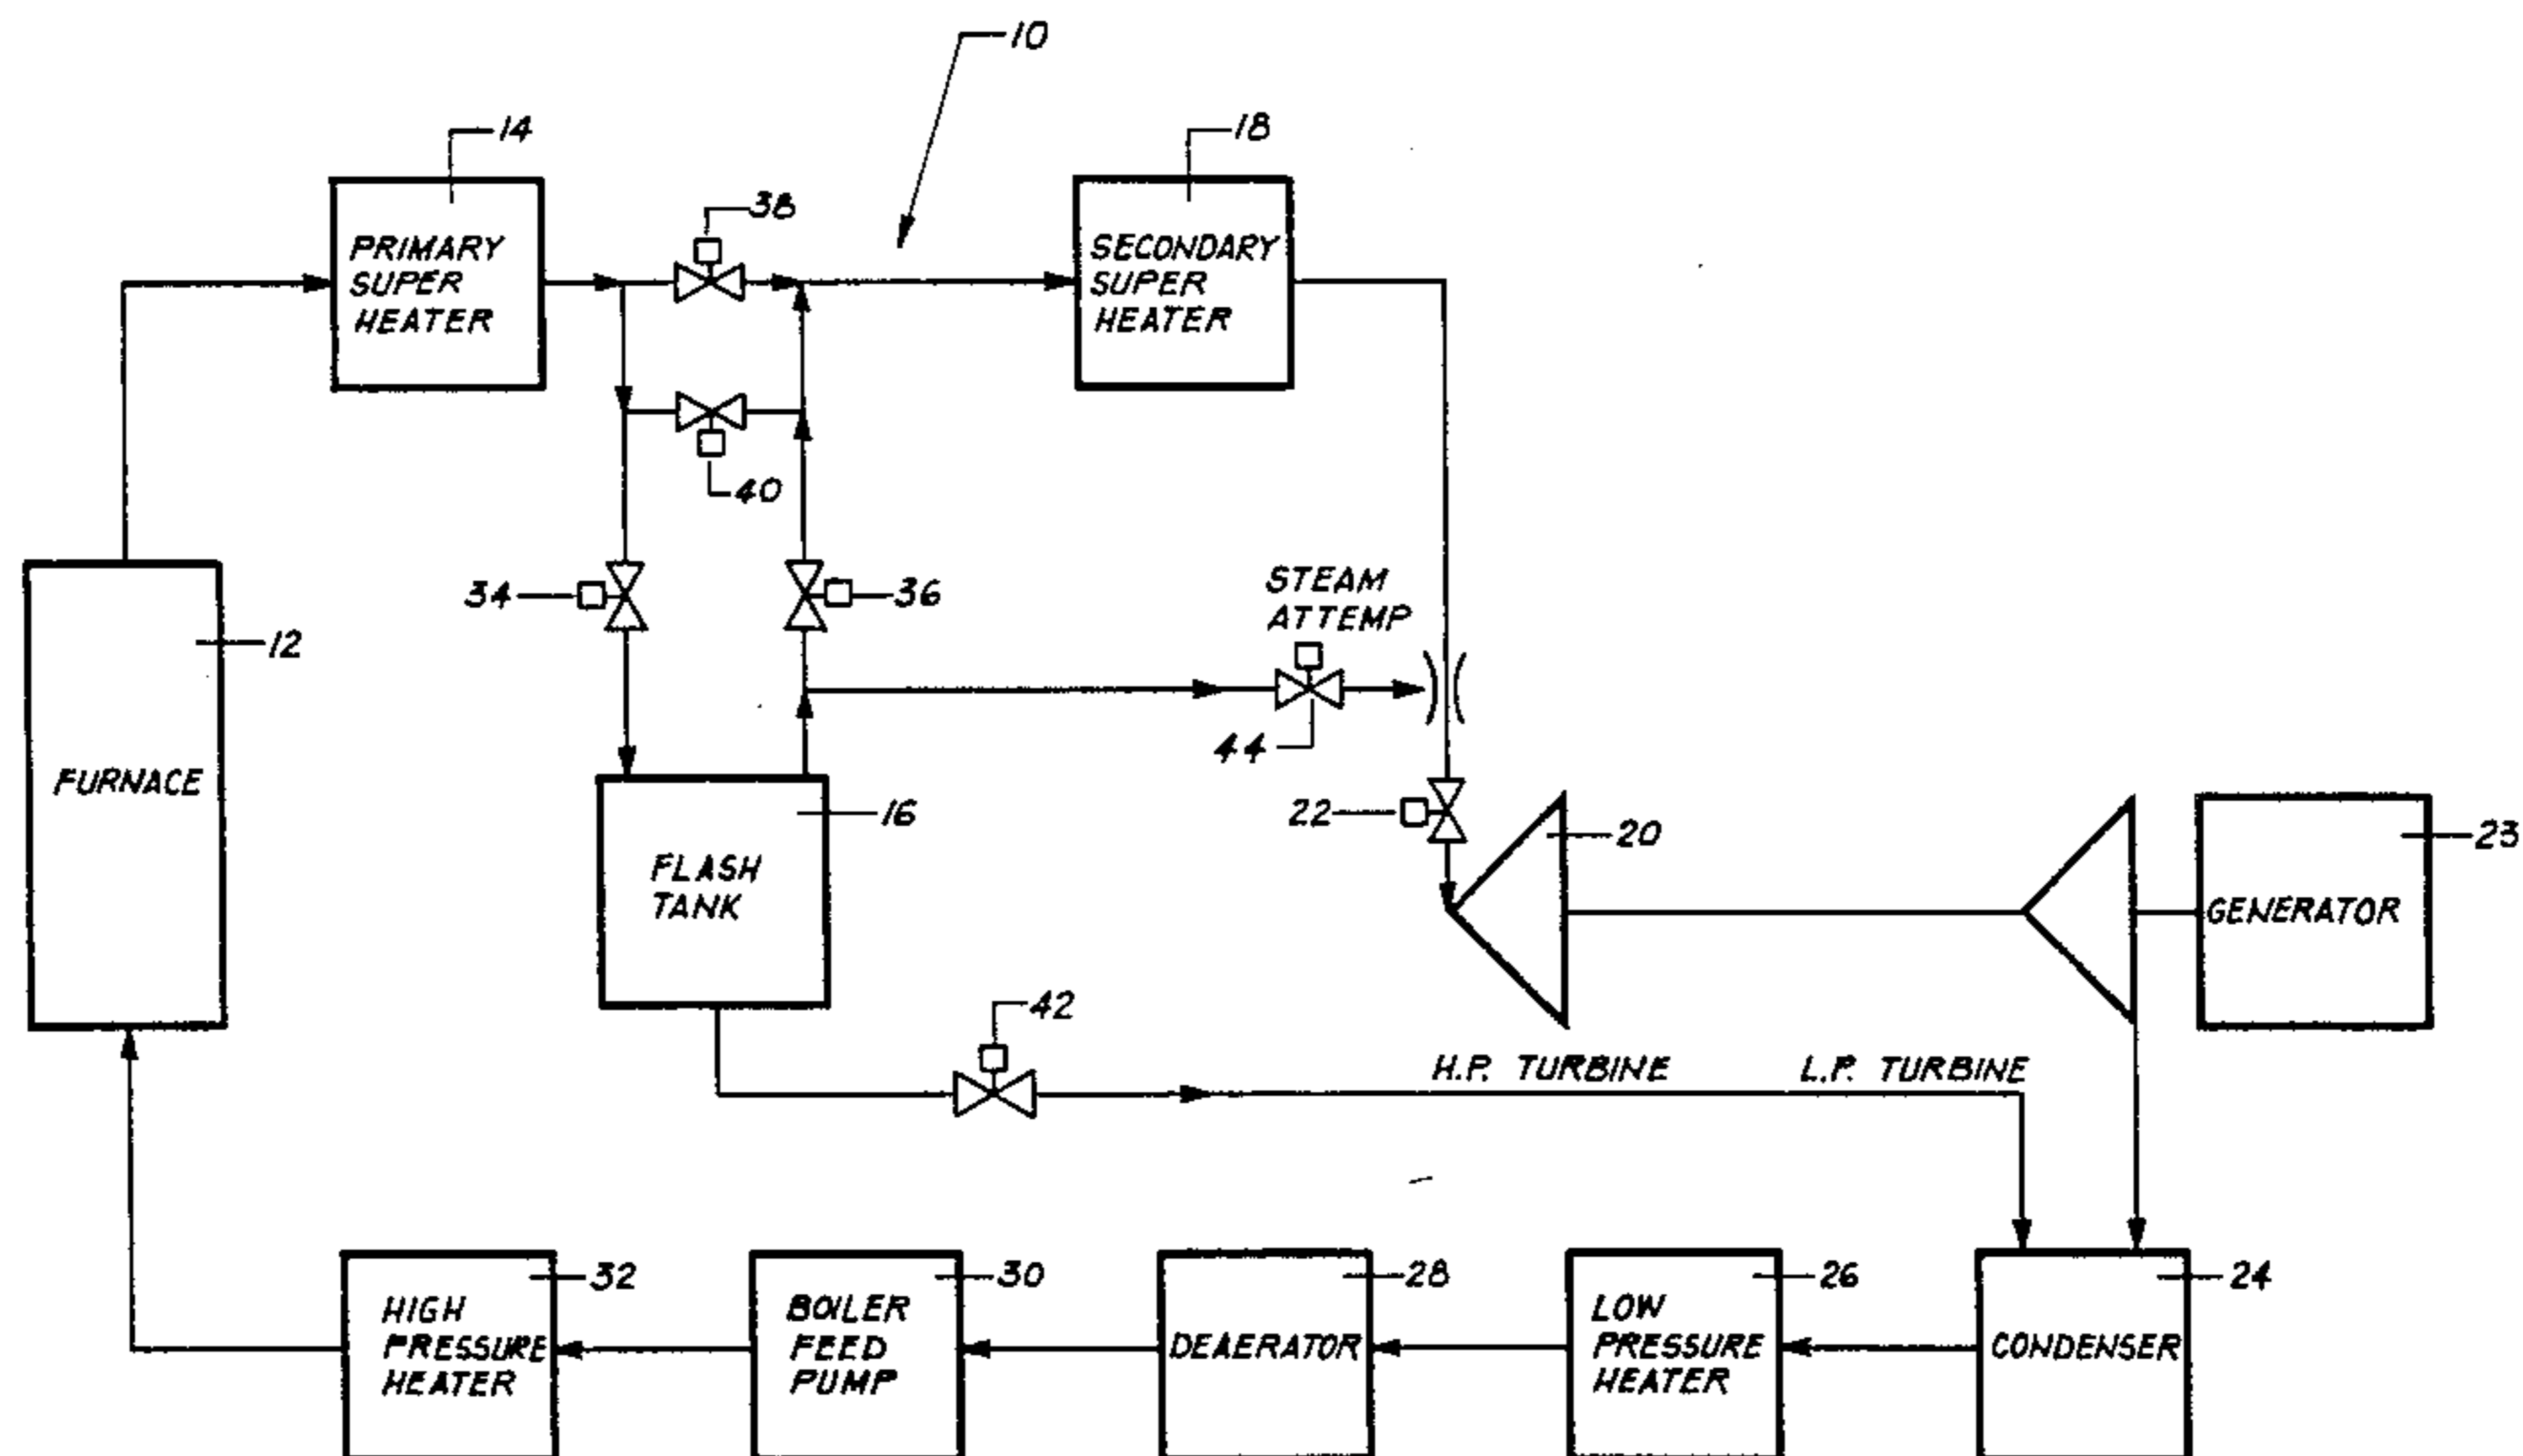 10
14
18
38
PRIMARY
SUPER
HEATER
SECONDARY
SUPER
HEATER
40
34
36
STEAM
ATTEMP
12
44
FURNACE
16
22
20
23
FLASH
TANK
GENERATOR
42
H.P. TURBINE
L.P. TURBINE
32
30
28
26
24
HIGH
PRESSURE
HEATER
BOILER
FEED
PUMP
DEAERATOR
LOW
PRESSURE
HEATER
CONDENSER